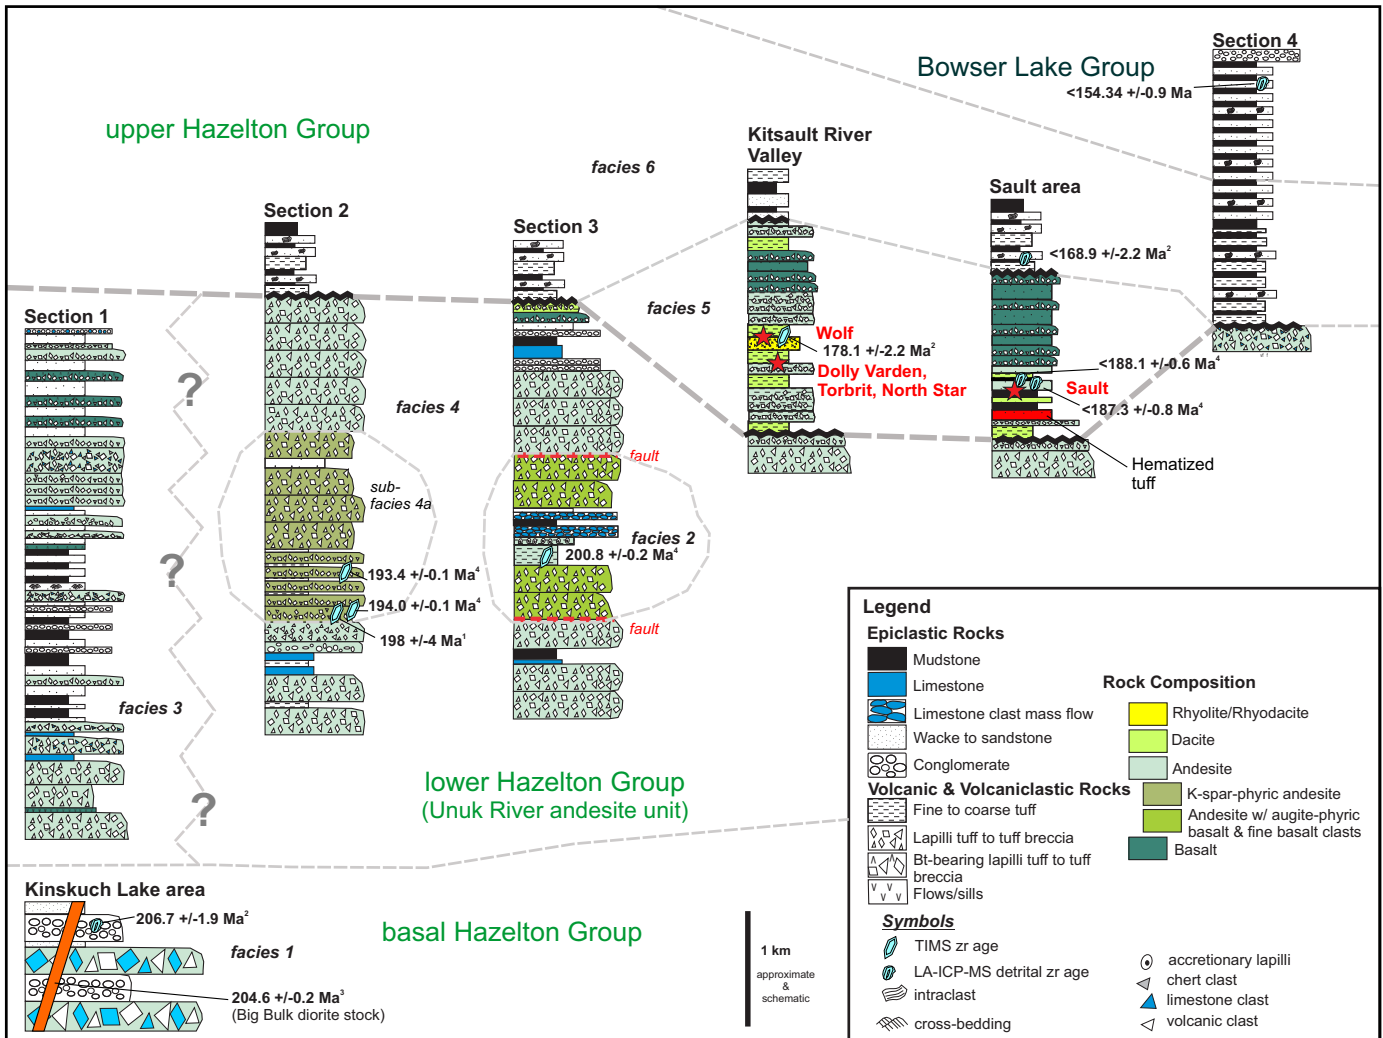 Section 4
Bowser Lake Group
<154.34 +/-0.9 Ma
upper Hazelton Group
Kitsault River
Valley
facies 6
Sault area
Section 2
Section 3
<168.9 +/-2.2 Ma²
facies 5
Section 1
Wolf
178.1 +/-2.2 Ma²
Dolly Varden,
Torbrit, North Star
<188.1 +/-0.6 Ma⁴
Sault
<187.3 +/-0.8 Ma⁴
?
facies 4
fault
Hematized
tuff
sub-
facies 4a
facies 2
200.8 +/-0.2 Ma⁴
?
193.4 +/-0.1 Ma⁴
194.0 +/-0.1 Ma⁴
198 +/-4 Ma¹
fault
facies 3
lower Hazelton Group
(Unuk River andesite unit)
?
Kinskuch Lake area
206.7 +/-1.9 Ma²
facies 1
basal Hazelton Group
204.6 +/-0.2 Ma³
(Big Bulk diorite stock)
1 km
approximate
&
schematic
Legend
Epiclastic Rocks
Mudstone
Limestone
Limestone clast mass flow
Wacke to sandstone
Conglomerate
Volcanic & Volcaniclastic Rocks
Fine to coarse tuff
Lapilli tuff to tuff breccia
Bt-bearing lapilli tuff to tuff
breccia
Flows/sills
Rock Composition
Rhyolite/Rhyodacite
Dacite
Andesite
K-spar-phyric andesite
Andesite w/ augite-phyric
basalt & fine basalt clasts
Basalt
Symbols
TIMS zr age
LA-ICP-MS detrital zr age
intraclast
cross-bedding
accretionary lapilli
chert clast
limestone clast
volcanic clast